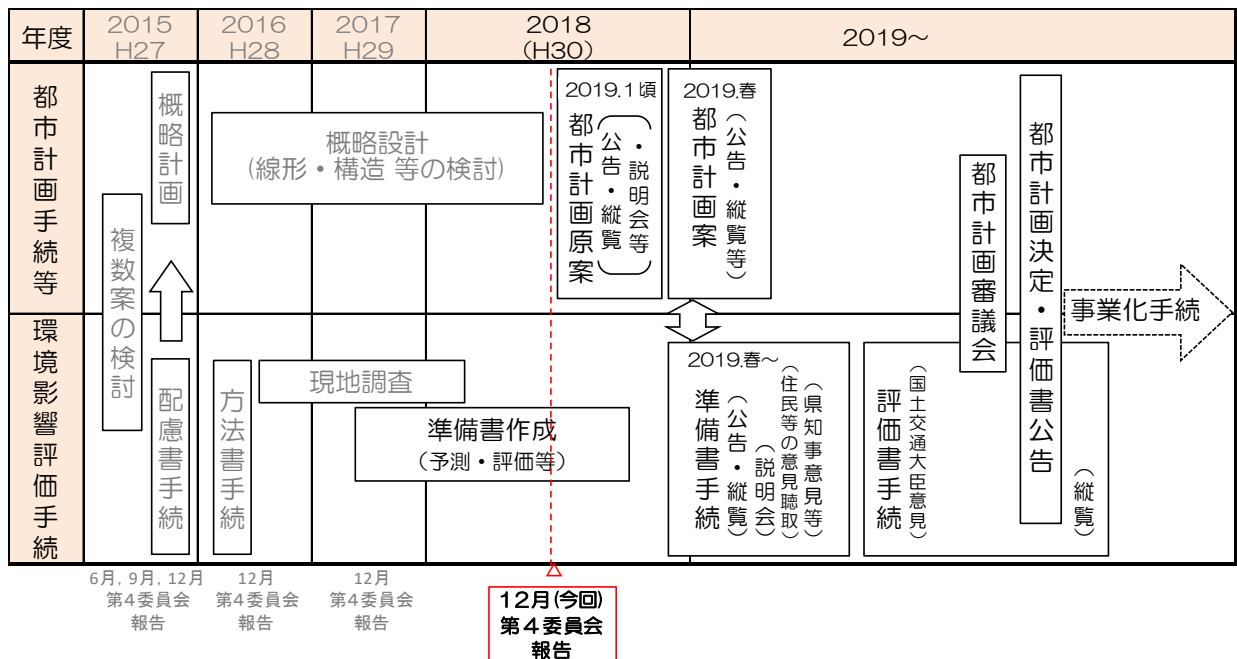 年度
2015
H27
2016
H28
2017
H29
2018
(H30)
2019～
都市計画手続等
複数案の検討
概略計画
概略設計
(線形・構造 等の検討)
2019.1頃
都市計画原案
(公告・縦覧
・説明会等)
2019.春
都市計画案
(公告・縦覧等)
都市計画審議会
都市計画決定・評価書公告
事業化手続
環境影響評価手続
配慮書手続
方法書手続
現地調査
準備書作成
(予測・評価等)
2019.春～
準備書手続
(公告・縦覧)
(説明会)
(住民等の意見聴取)
(県知事意見等)
評価書手続
(国土交通大臣意見)
(縦覧)
6月, 9月, 12月
第4委員会
報告
12月
第4委員会
報告
12月
第4委員会
報告
12月(今回)
第4委員会
報告